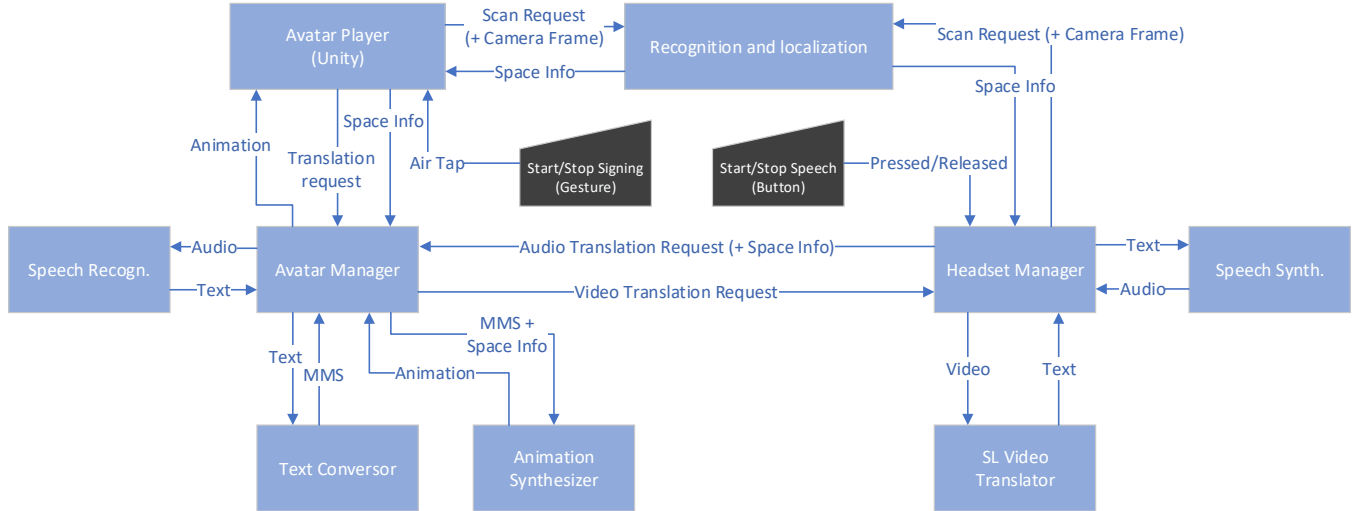 Avatar Player
(Unity)
Scan Request
(+ Camera Frame)
Recognition and localization
Scan Request (+ Camera Frame)
Space Info
Space Info
Animation
Space Info
Translation
request
Air Tap
Start/Stop Signing
(Gesture)
Start/Stop Speech
(Button)
Pressed/Released
Speech Recogn.
Audio
Text
Avatar Manager
Audio Translation Request (+ Space Info)
Video Translation Request
Headset Manager
Text
Audio
Speech Synth.
Text
MMS
MMS +
Space Info
Animation
Video
Text
Text Conversor
Animation
Synthesizer
SL Video
Translator